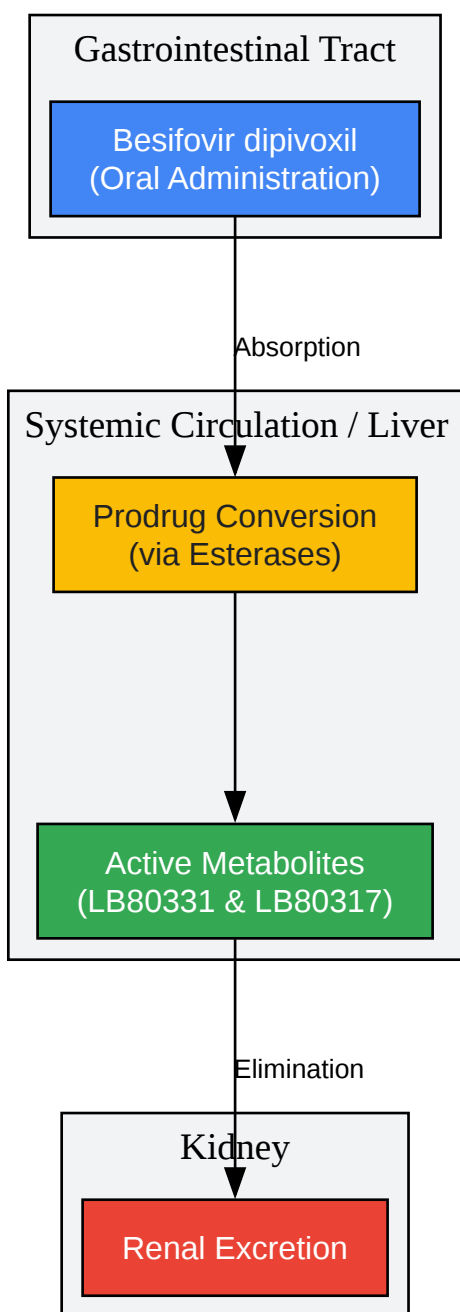 Gastrointestinal Tract
Besifovir dipivoxil
(Oral Administration)
Absorption
Systemic Circulation / Liver
Prodrug Conversion
(via Esterases)
Active Metabolites
(LB80331 & LB80317)
Elimination
Kidney
Renal Excretion